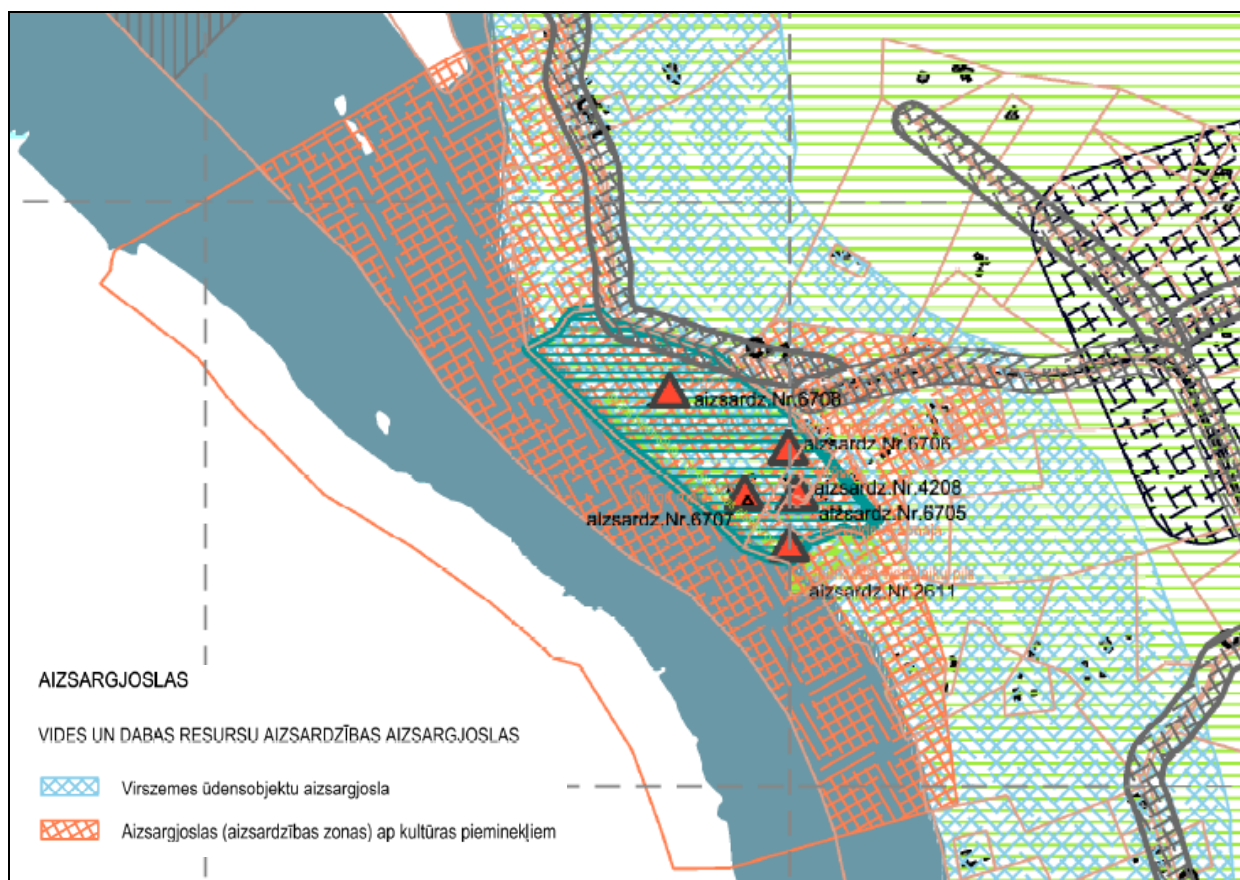 aizsardz.Nr.6708
aizsardz.Nr.6706
aizsardz.Nr.4208
aizsardz.Nr.6705
aizsardz.Nr.6707
aizsardz.Nr.2611
AIZSARGJOSLAS
VIDES UN DABAS RESURSU AIZSARDZĪBAS AIZSARGJOSLAS
Virszemes ūdensobjektu aizsargjosla
Aizsargjoslas (aizsardzības zonas) ap kultūras pieminekļiem